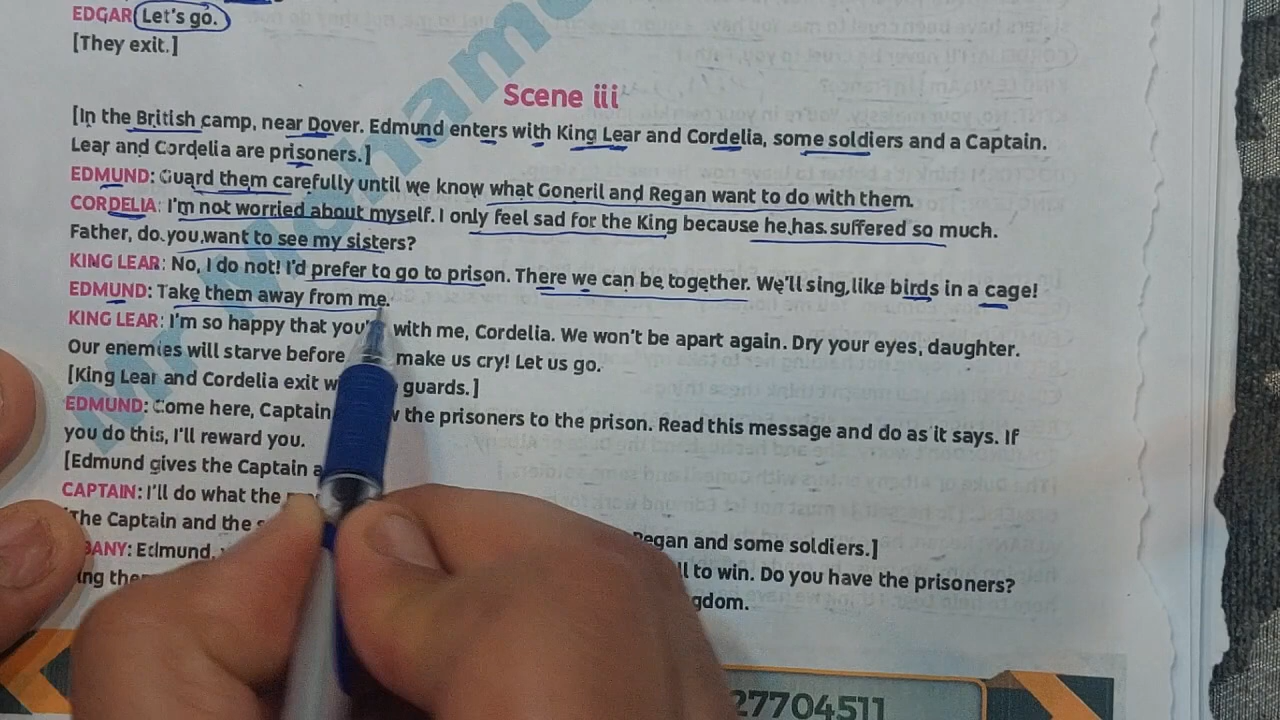 EDGAR Let's go.
[They exit.]
Scene iii
[In the British camp, near Dover. Edmund enters with King Lear and Cordelia, some soldiers and a Captain.
Lear and Cordelia are prisoners.]
EDMUND: Guard them carefully until we know what Goneril and Regan want to do with them.
CORDELIA: I'm not worried about myself. I only feel sad for the King because he has suffered so much.
Father, do you want to see my sisters?
KING LEAR: No, I do not! I'd prefer to go to prison. There we can be together. We'll sing like birds in a cage!
EDMUND: Take them away from me.
KING LEAR: I'm so happy that with me, Cordelia. We won't be apart again. Dry your eyes, daughter.
Our enemies will starve before make us cry! Let us go.
[King Lear and Cordelia exit guards.]
EDMUND: Come here, Captain the prisoners to the prison. Read this message and do as it says. If
you do this, I'll reward you.
[Edmund gives the Captain a
CAPTAIN: I'll do what the
The Captain and the Regan and some soldiers.]
Edmund, to win. Do you have the prisoners?
27704511